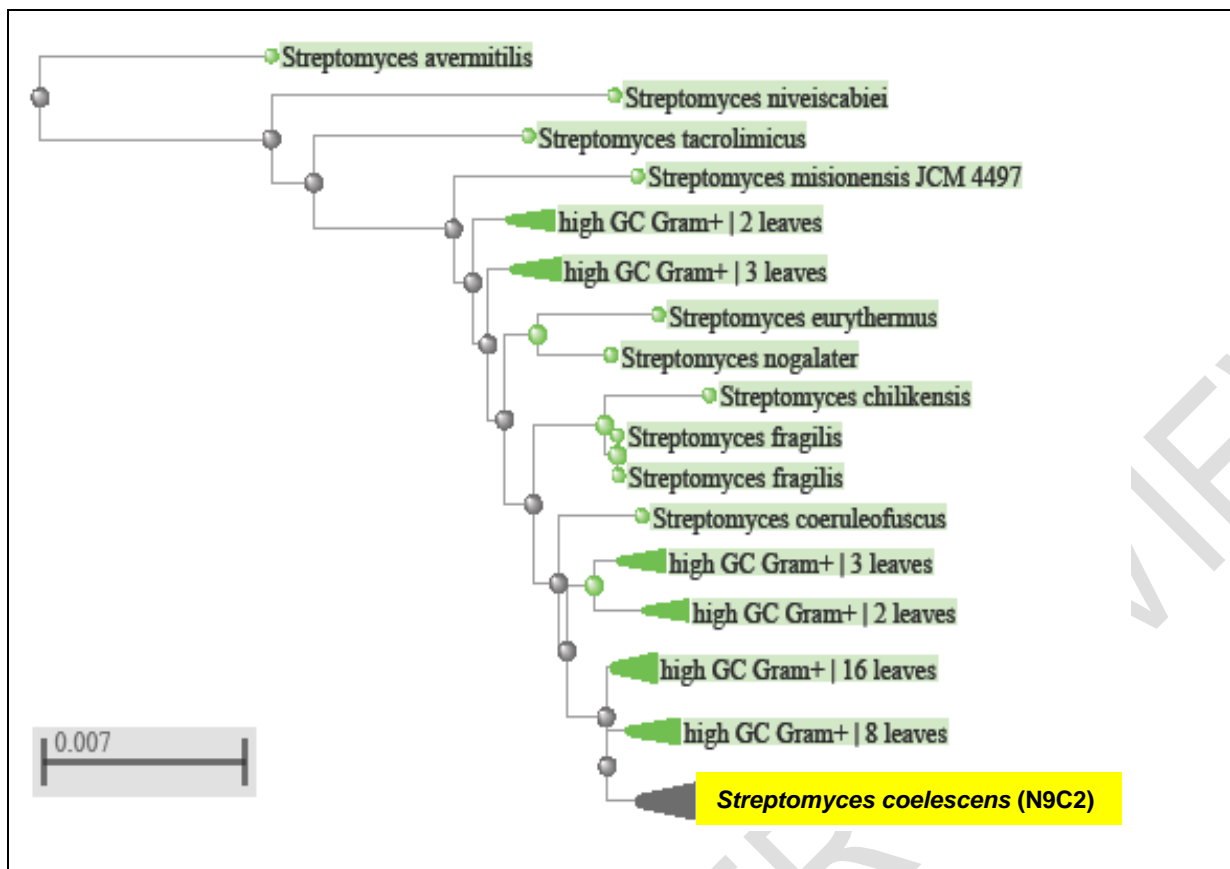 Streptomyces avermitilis
Streptomyces niveiscabiei
Streptomyces tacrolimicus
Streptomyces misionensis JCM 4497
high GC Gram+ | 2 leaves
high GC Gram+ | 3 leaves
Streptomyces eurythermus
Streptomyces nogalater
Streptomyces chilikensis
Streptomyces fragilis
Streptomyces fragilis
Streptomyces coeruleofuscus
high GC Gram+ | 3 leaves
high GC Gram+ | 2 leaves
high GC Gram+ | 16 leaves
high GC Gram+ | 8 leaves
0.007
Streptomyces coelescens (N9C2)